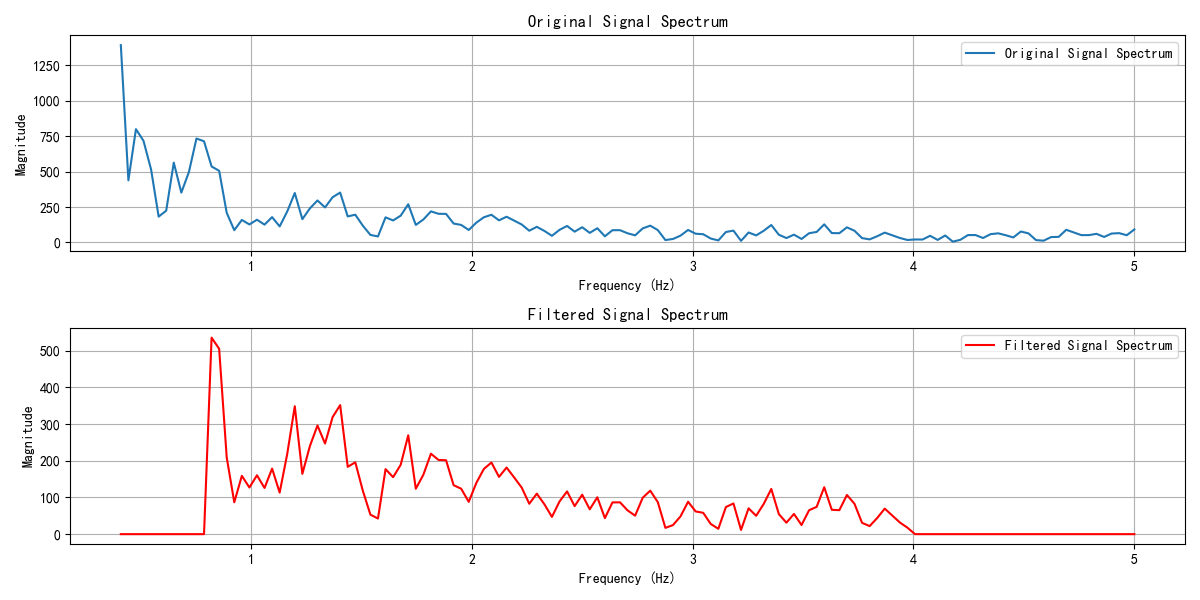 Original Signal Spectrum
Original Signal Spectrum
Magnitude
1250
1000
750
500
250
0
1 2 3 4 5
Frequency (Hz)
Filtered Signal Spectrum
Filtered Signal Spectrum
Magnitude
500
400
300
200
100
0
1 2 3 4 5
Frequency (Hz)